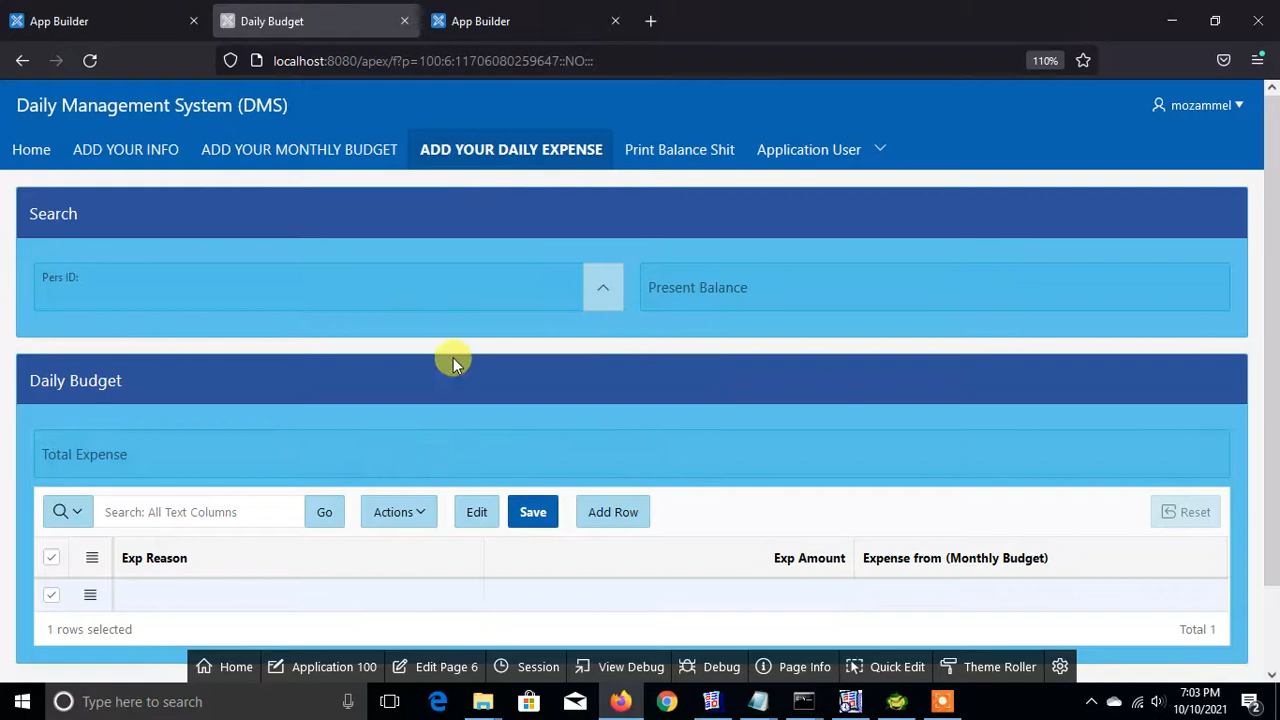 App Builder
Daily Budget
App Builder
localhost:8080/apex/f?p=100:6:11706080259647::NO:::
110%
Daily Management System (DMS)
mozammel
Home
ADD YOUR INFO
ADD YOUR MONTHLY BUDGET
ADD YOUR DAILY EXPENSE
Print Balance Shit
Application User
Search
Pers ID:
Present Balance
Daily Budget
Total Expense
Search: All Text Columns
Go
Actions
Edit
Save
Add Row
Reset
Exp Reason
Exp Amount
Expense from (Monthly Budget)
1 rows selected
Total 1
Home
Application 100
Edit Page 6
Session
View Debug
Debug
Page Info
Quick Edit
Theme Roller
Type here to search
7:03 PM
10/10/2021
2